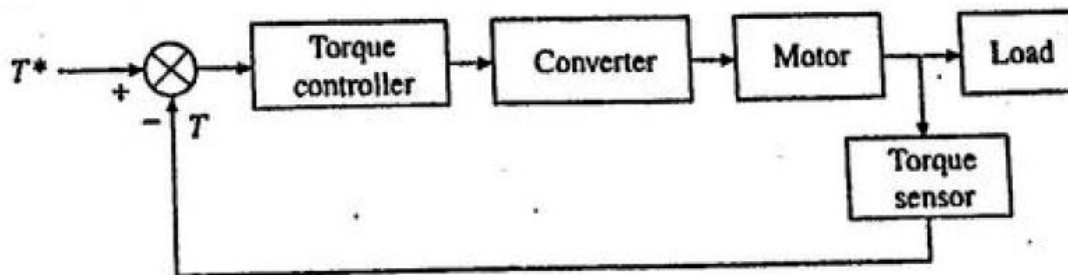 T*
+
−
T
Torque
controller
Converter
Motor
Load
Torque
sensor